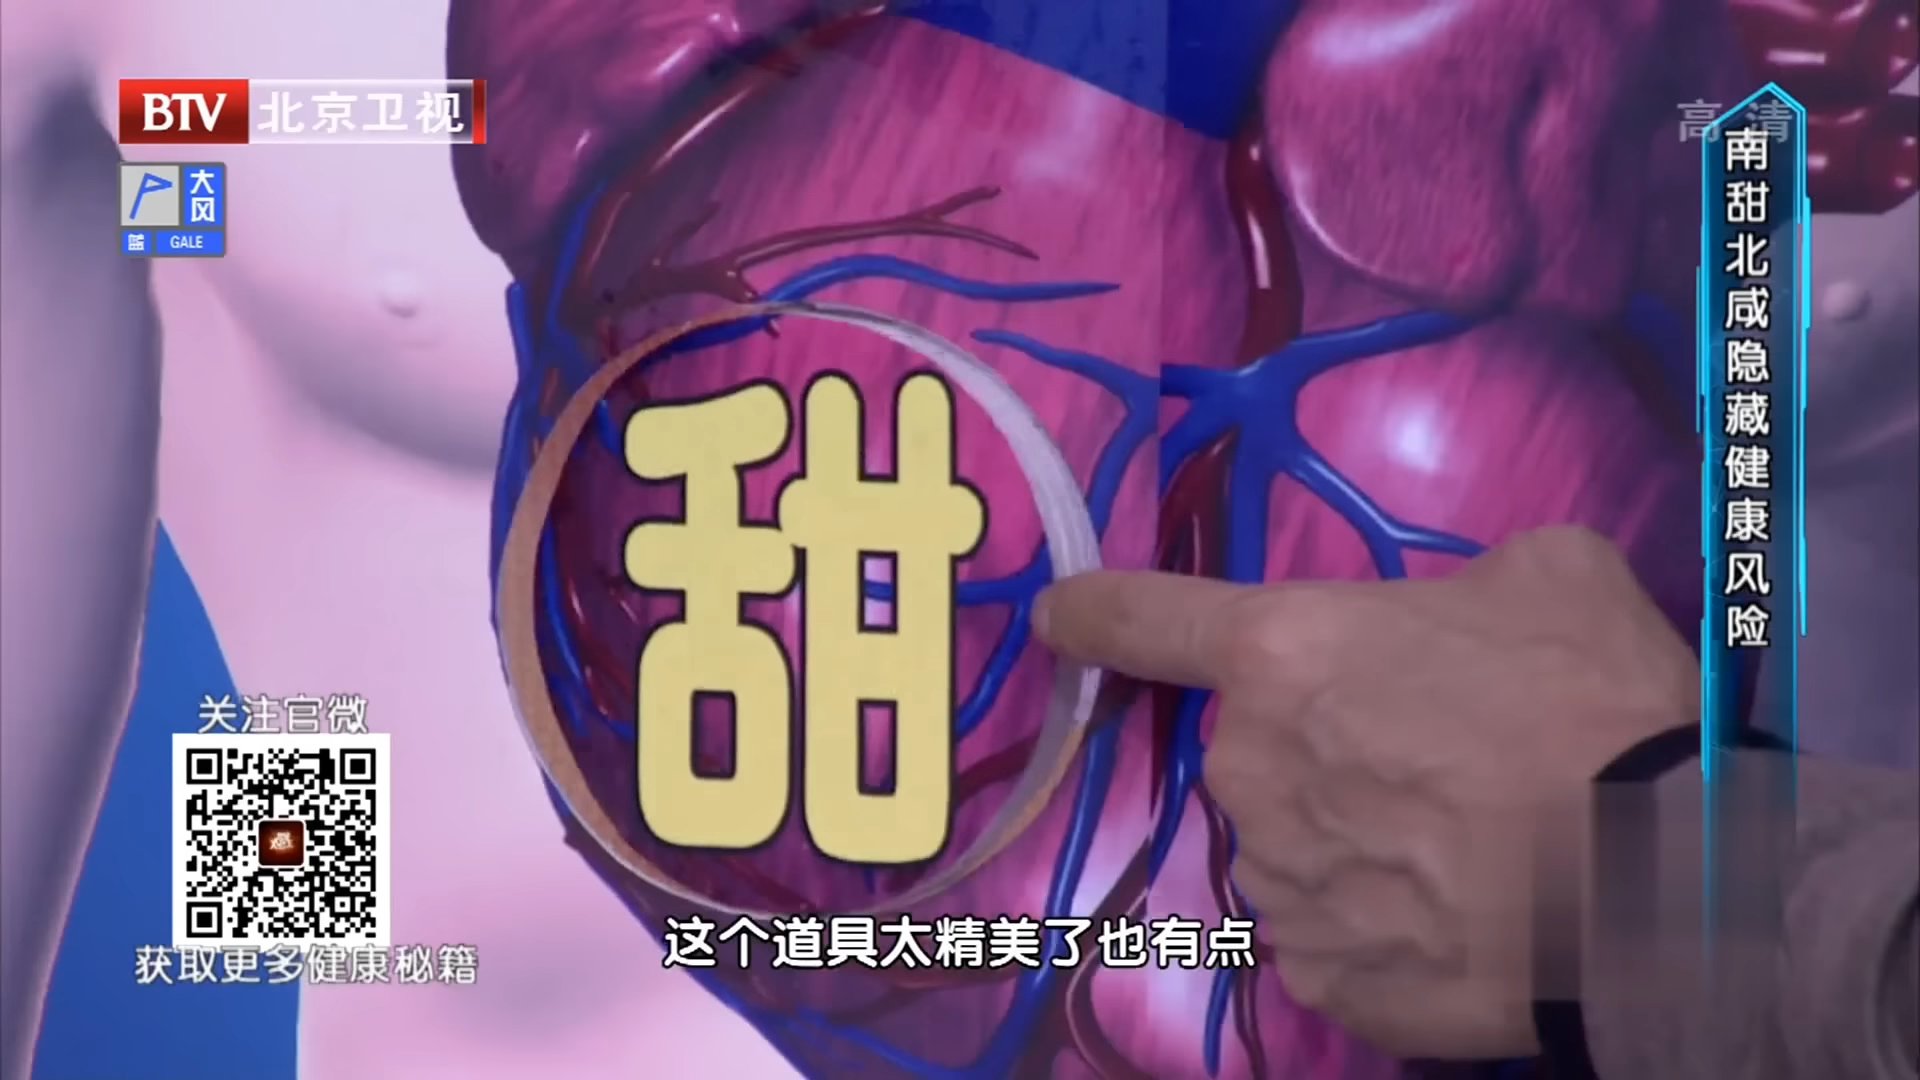 BTV 北京卫视
高清
大风
蓝 GALE
南甜北咸隐藏健康风险
甜
关注官微
获取更多健康秘籍
这个道具太精美了也有点